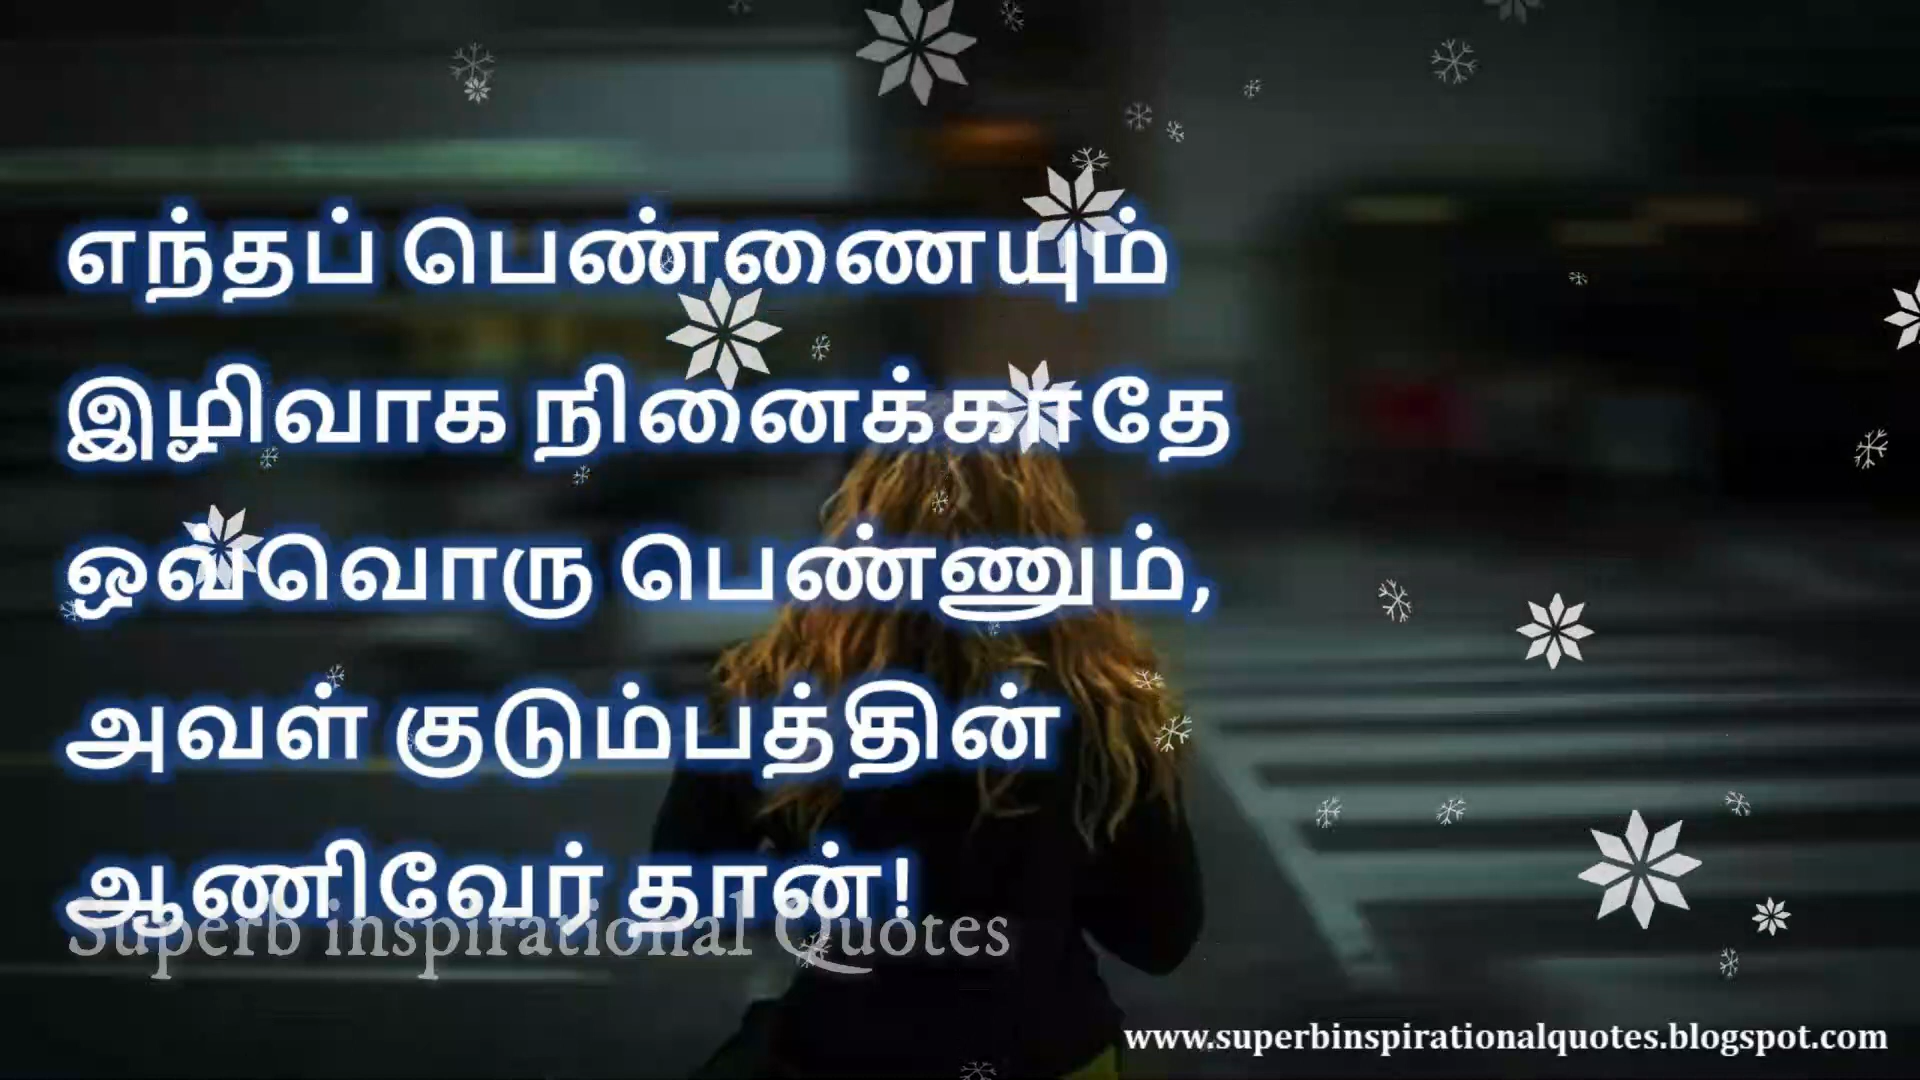 எந்தப் பெண்ணையும்
இழிவாக நினைக்காதே
ஒவ்வொரு பெண்ணும்,
அவள் குடும்பத்தின்
ஆணிவேர் தான்!
Superb inspirational Quotes
www.superbinspirationalquotes.blogspot.com